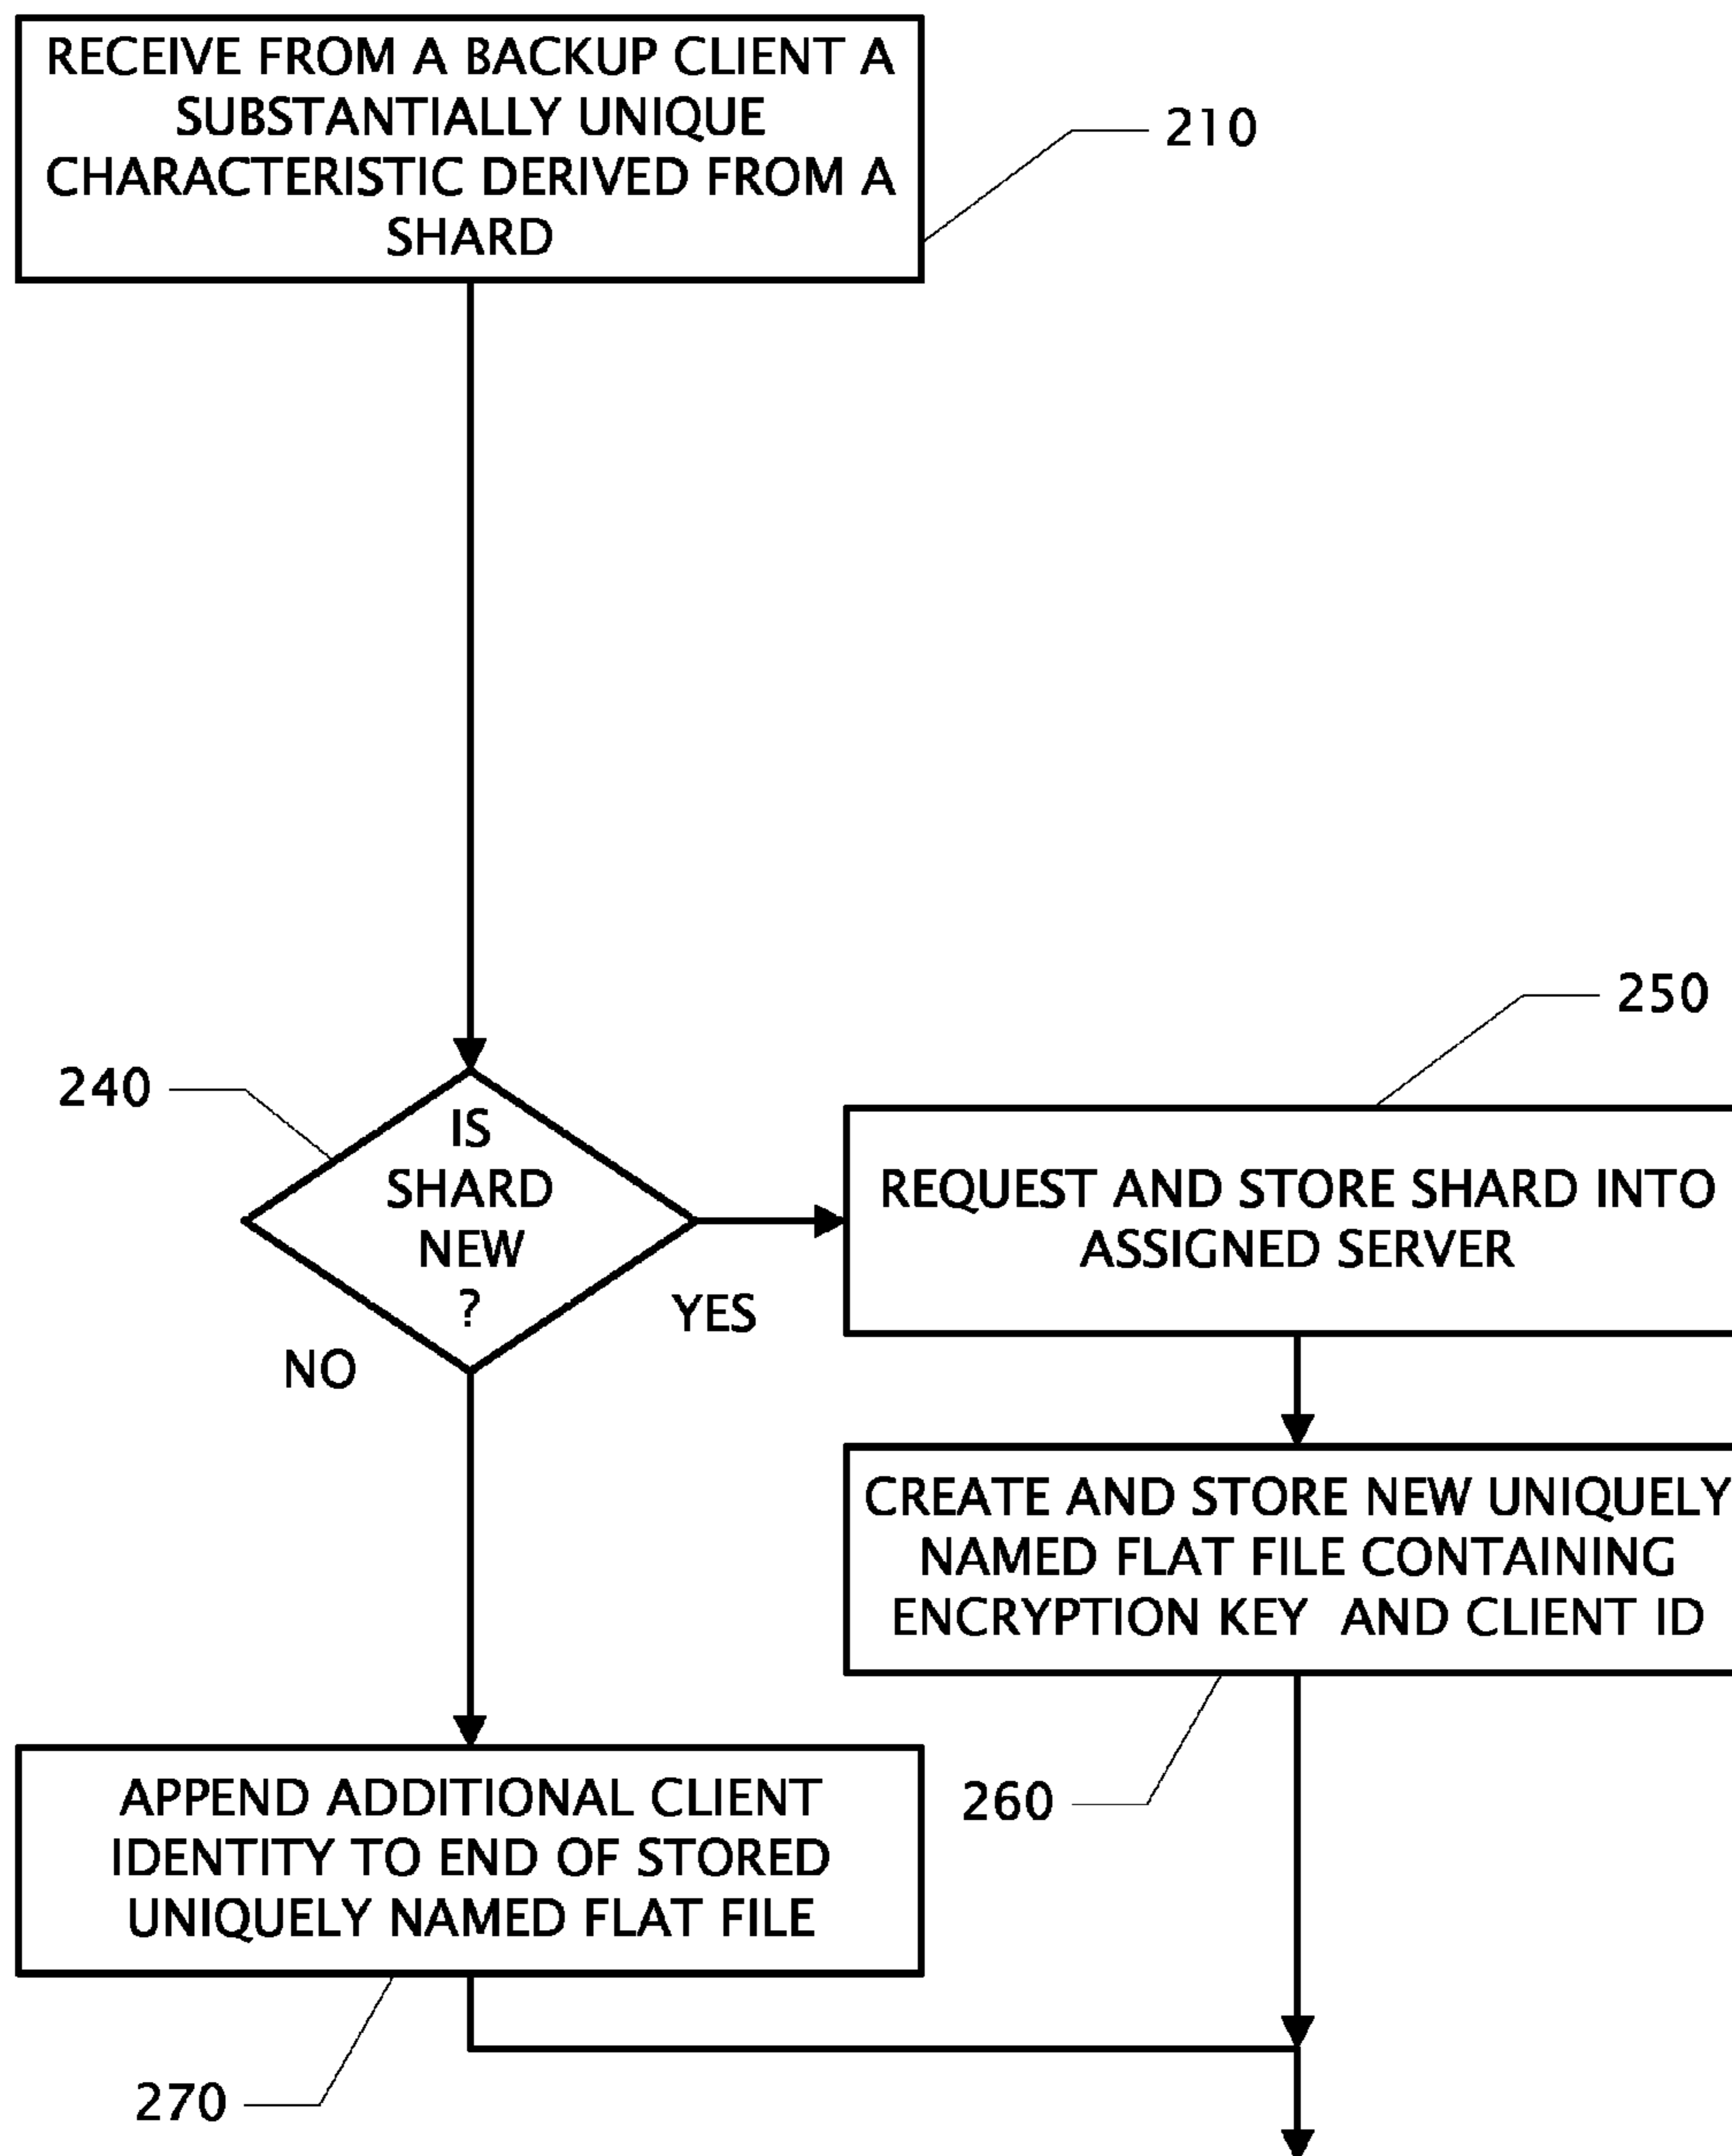 RECEIVE FROM A BACKUP CLIENT A
SUBSTANTIALLY UNIQUE
CHARACTERISTIC DERIVED FROM A
SHARD
210
250
240
IS
SHARD
NEW
?
YES
NO
REQUEST AND STORE SHARD INTO
ASSIGNED SERVER
CREATE AND STORE NEW UNIQUELY
NAMED FLAT FILE CONTAINING
ENCRYPTION KEY AND CLIENT ID
260
APPEND ADDITIONAL CLIENT
IDENTITY TO END OF STORED
UNIQUELY NAMED FLAT FILE
270